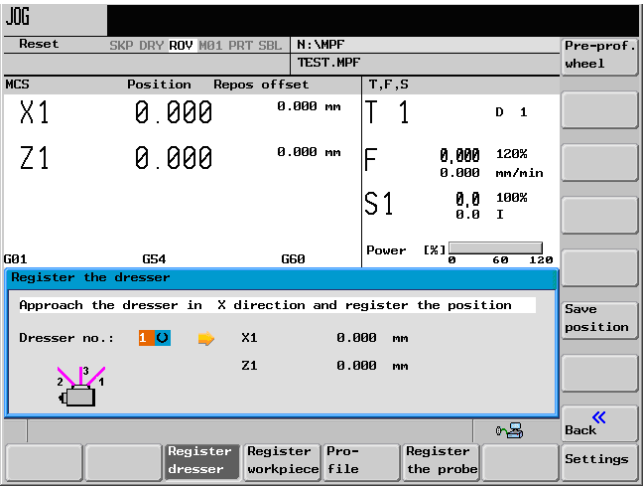 JOG
Reset SKP DRY ROV M01 PRT SBL N:\MPF
TEST.MPF
Pre-prof.
wheel
MCS Position Repos offset T,F,S
X1 0.000 0.000 mm T 1 D 1
Z1 0.000 0.000 mm F 0,000 120%
0.000 mm/min
S1 0,0 100%
0.0 I
Power [%] 0 60 120
G01 G54 G60
Register the dresser
Approach the dresser in X direction and register the position
Dresser no.: 1 X1 0.000 mm
Z1 0.000 mm
2 3 1
Save
position
«
Back
Register
dresser
Register
workpiece
Pro-
file
Register
the probe
Settings